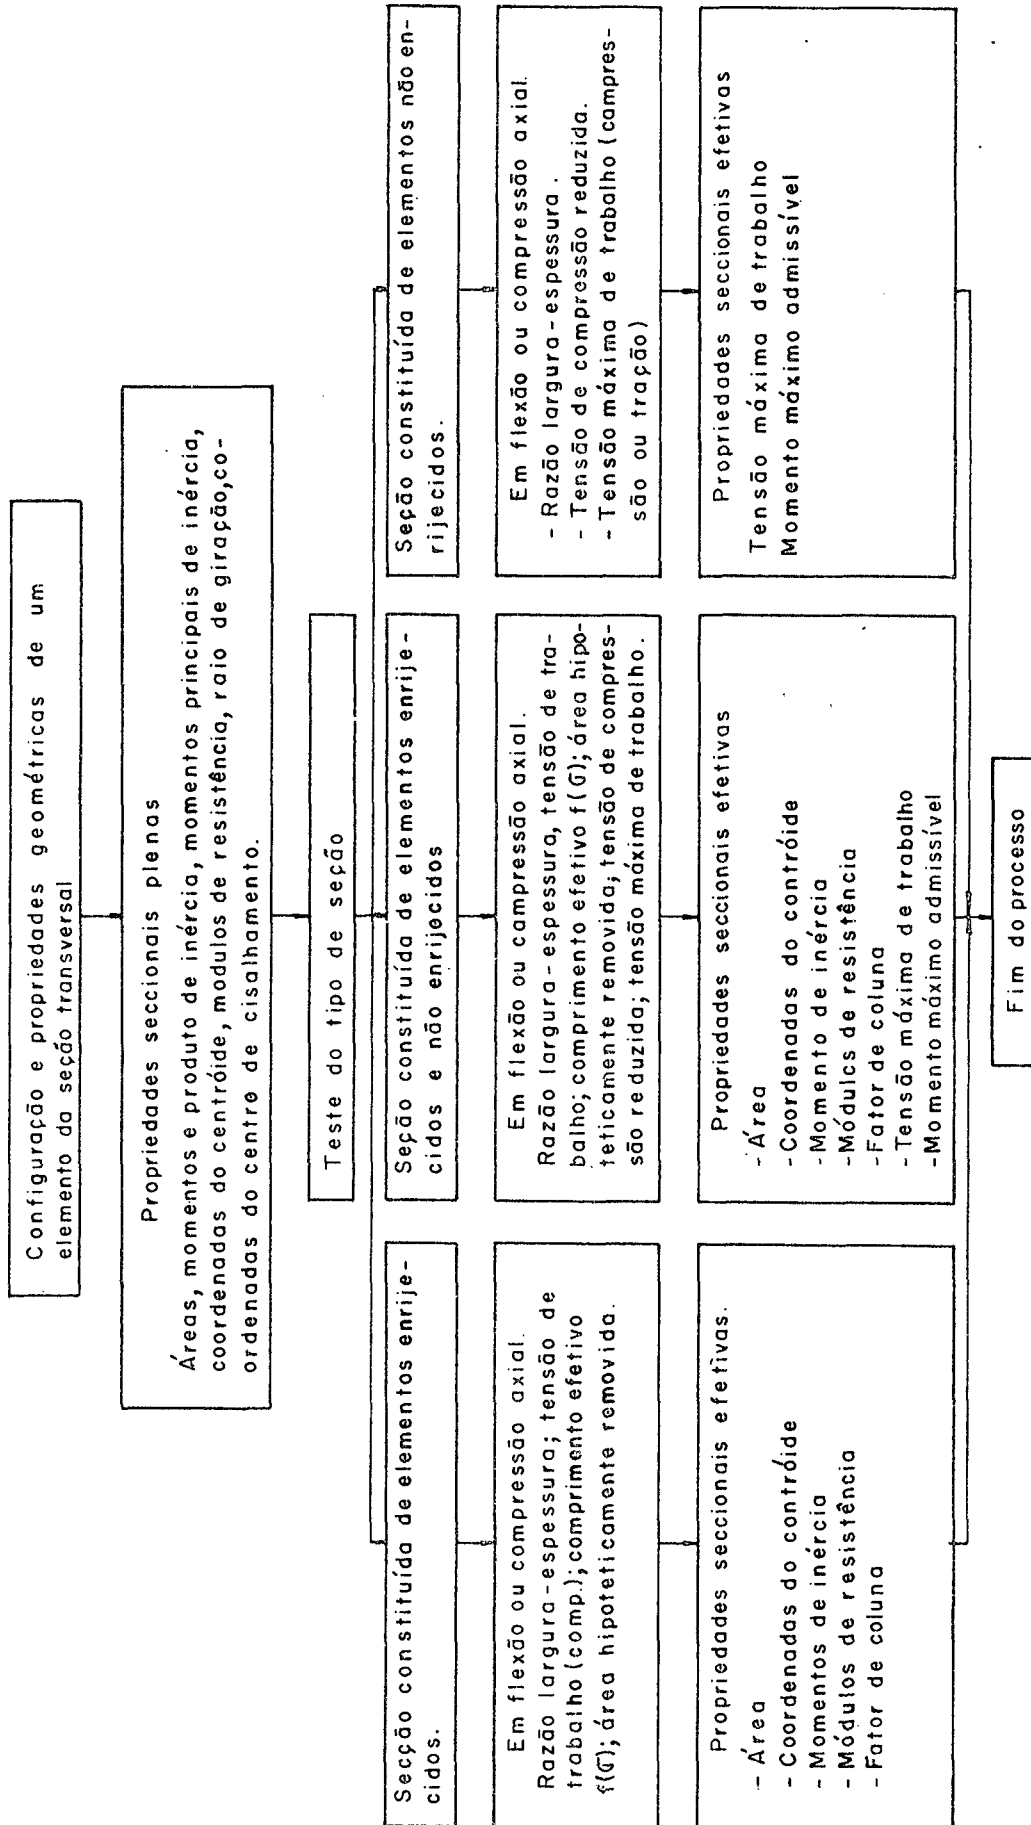 Configuração e propriedades geométricas de um
elemento da seção transversal
Propriedades seccionais plenas
Áreas, momentos e produto de inércia, momentos principais de inércia,
coordenadas do centróide, modulos de resistência, raio de giração,co-
ordenadas do centre de cisalhamento.
Teste do tipo de seção
Secção constituída de elementos enrije-
cidos.
Em flexão ou compressão axial.
Razão largura-espessura; tensão de
trabalho (comp.); comprimento efetivo
f(σ); área hipoteticamente removida.
Propriedades seccionais efetivas.
- Área
- Coordenadas do contróide
- Momentos de inércia
- Módulos de resistência
- Fator de coluna
Seção constituída de elementos enrije-
cidos e não enrijecidos
Em flexão ou campressão axial.
Razão largura-espessura, tensão de tra-
balho; comprimento efetivo f(σ); área hipo-
teticamente removida; tensão de compres-
são reduzida; tensão máxima de trabalho.
Propriedades seccionais efetivas
- Área
- Coordenadas do contróide
- Momento de inércia
- Módulos de resistência
- Fator de coluna
- Tensão máxima de trabalho
- Momento máximo admissível
Seção constituída de elementos não en-
rijecidos.
Em flexão ou compressão axial.
- Razão largura-espessura.
- Tensão de compressão reduzida.
- Tensão máxima de trabalho (compres-
são ou tração)
Propriedades seccionais efetivas
Tensão máxima de trabalho
Momento máximo admissível
Fim do processo